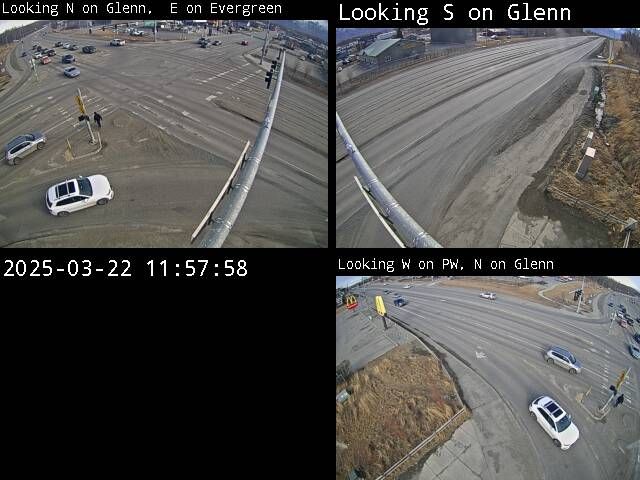 Looking N on Glenn,  E on Evergreen
Looking S on Glenn
2025-03-22 11:57:58
Looking W on PW, N on Glenn